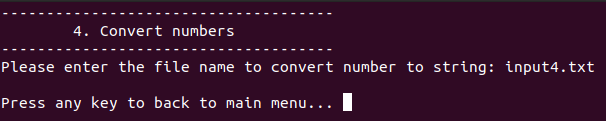 -------------------------------------
4. Convert numbers
-------------------------------------
Please enter the file name to convert number to string: input4.txt
Press any key to back to main menu...